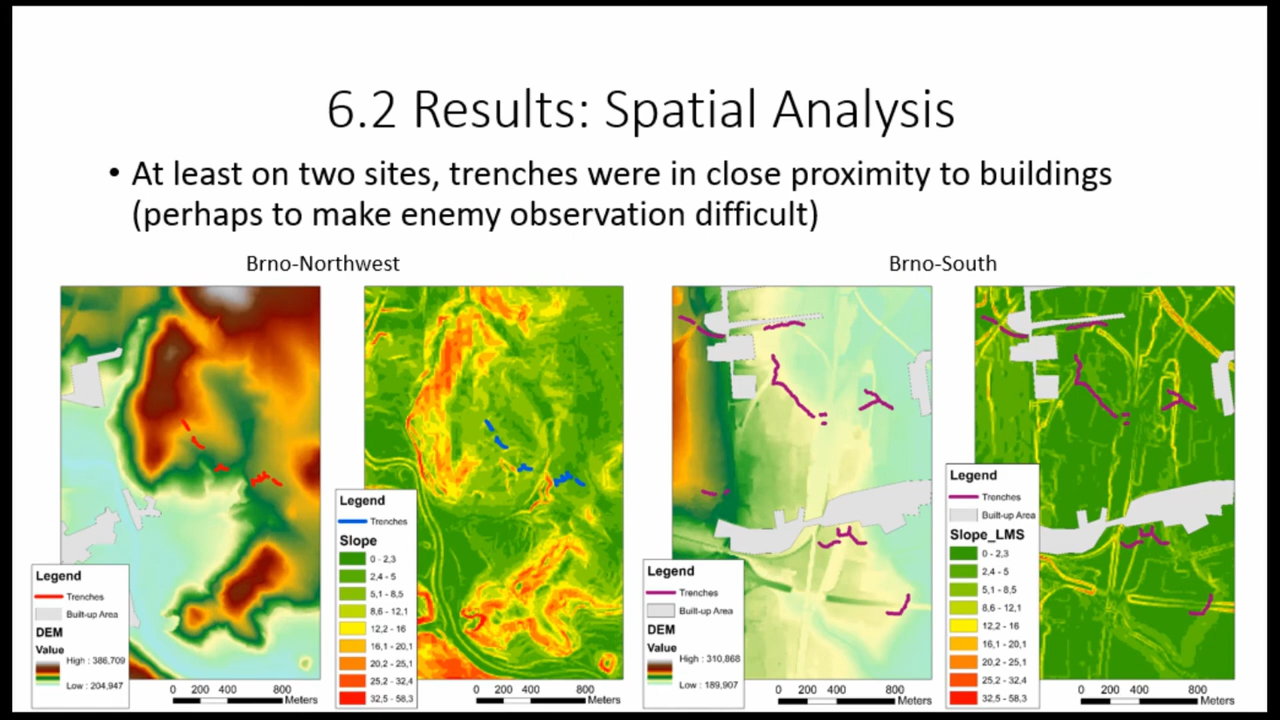 6.2 Results: Spatial Analysis
• At least on two sites, trenches were in close proximity to buildings
(perhaps to make enemy observation difficult)
Brno-Northwest
Brno-South
Legend
Trenches
Built-up Area
DEM
Value
High : 386,709
Low : 204,947
0 200 400 800
Meters
Legend
Trenches
Slope
0 - 2,3
2,4 - 5
5,1 - 8,5
8,6 - 12,1
12,2 - 16
16,1 - 20,1
20,2 - 25,1
25,2 - 32,4
32,5 - 58,3
0 200 400 800
Meters
Legend
Trenches
Built-up Area
DEM
Value
High : 310,868
Low : 189,907
0 200 400 800
Meters
Legend
Trenches
Built-up Area
Slope_LMS
0 - 2,3
2,4 - 5
5,1 - 8,5
8,6 - 12,1
12,2 - 16
16,1 - 20,1
20,2 - 25,1
25,2 - 32,4
32,5 - 58,3
0 200 400 800
Meters